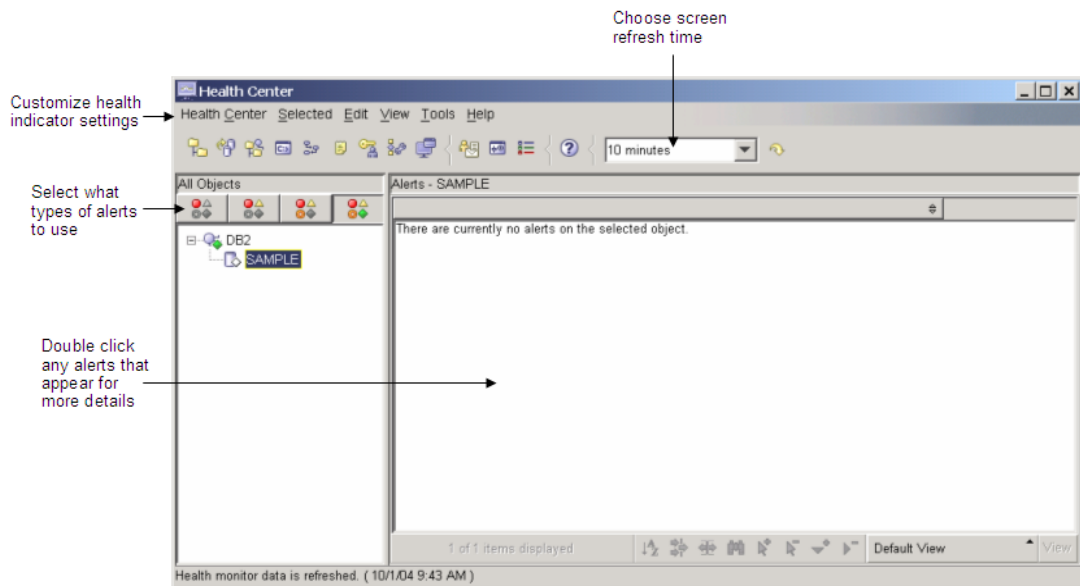 Choose screen
refresh time
Health Center
Customize health
indicator settings
Health Center Selected Edit View Tools Help
10 minutes
All Objects
Alerts - SAMPLE
Select what
types of alerts
to use
There are currently no alerts on the selected object.
DB2
SAMPLE
Double click
any alerts that
appear for
more details
1 of 1 items displayed
Default View
View
Health monitor data is refreshed. ( 10/1/04 9:43 AM )